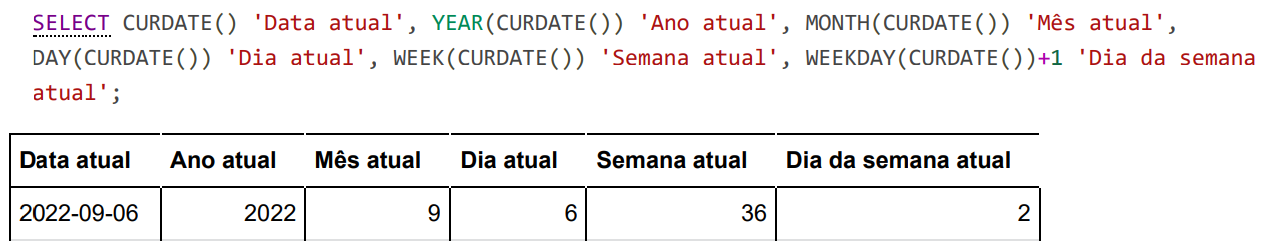 SELECT CURDATE() 'Data atual', YEAR(CURDATE()) 'Ano atual', MONTH(CURDATE()) 'Mês atual',
DAY(CURDATE()) 'Dia atual', WEEK(CURDATE()) 'Semana atual', WEEKDAY(CURDATE())+1 'Dia da semana
atual';
Data atual Ano atual Mês atual Dia atual Semana atual Dia da semana atual
2022-09-06 2022 9 6 36 2